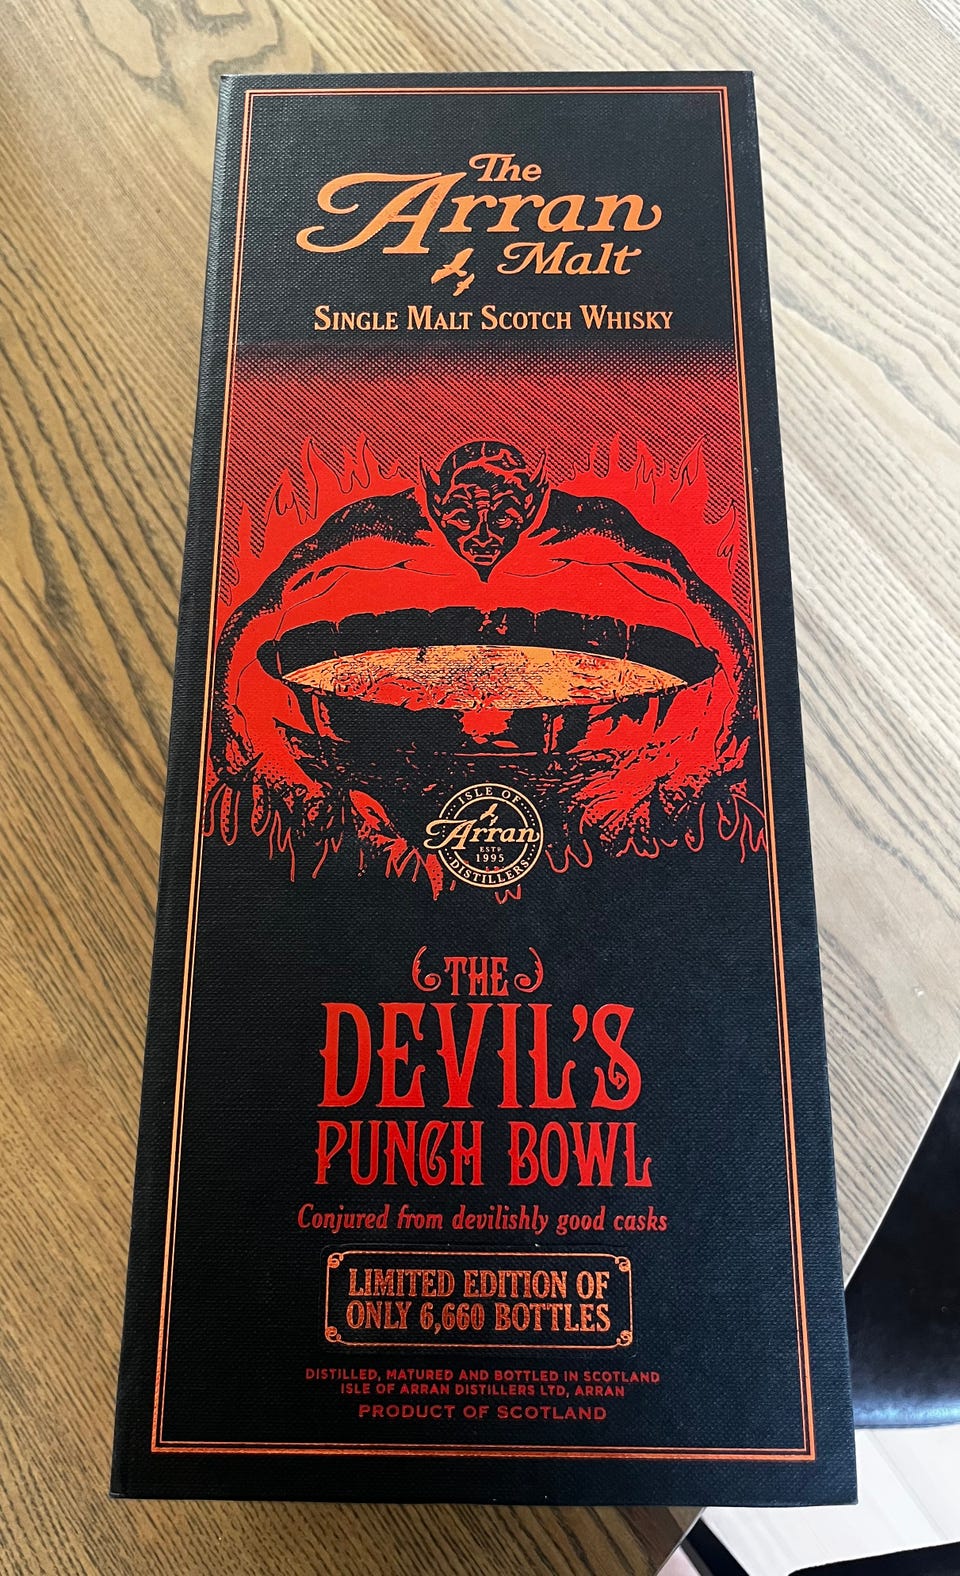 The
Arran
Malt
Single Malt Scotch Whisky
ISLE OF
Arran
ESTD
1995
DISTILLERS
THE
DEVIL'S
PUNCH BOWL
Conjured from devilishly good casks
LIMITED EDITION OF
ONLY 6,660 BOTTLES
DISTILLED, MATURED AND BOTTLED IN SCOTLAND
ISLE OF ARRAN DISTILLERS LTD, ARRAN
PRODUCT OF SCOTLAND